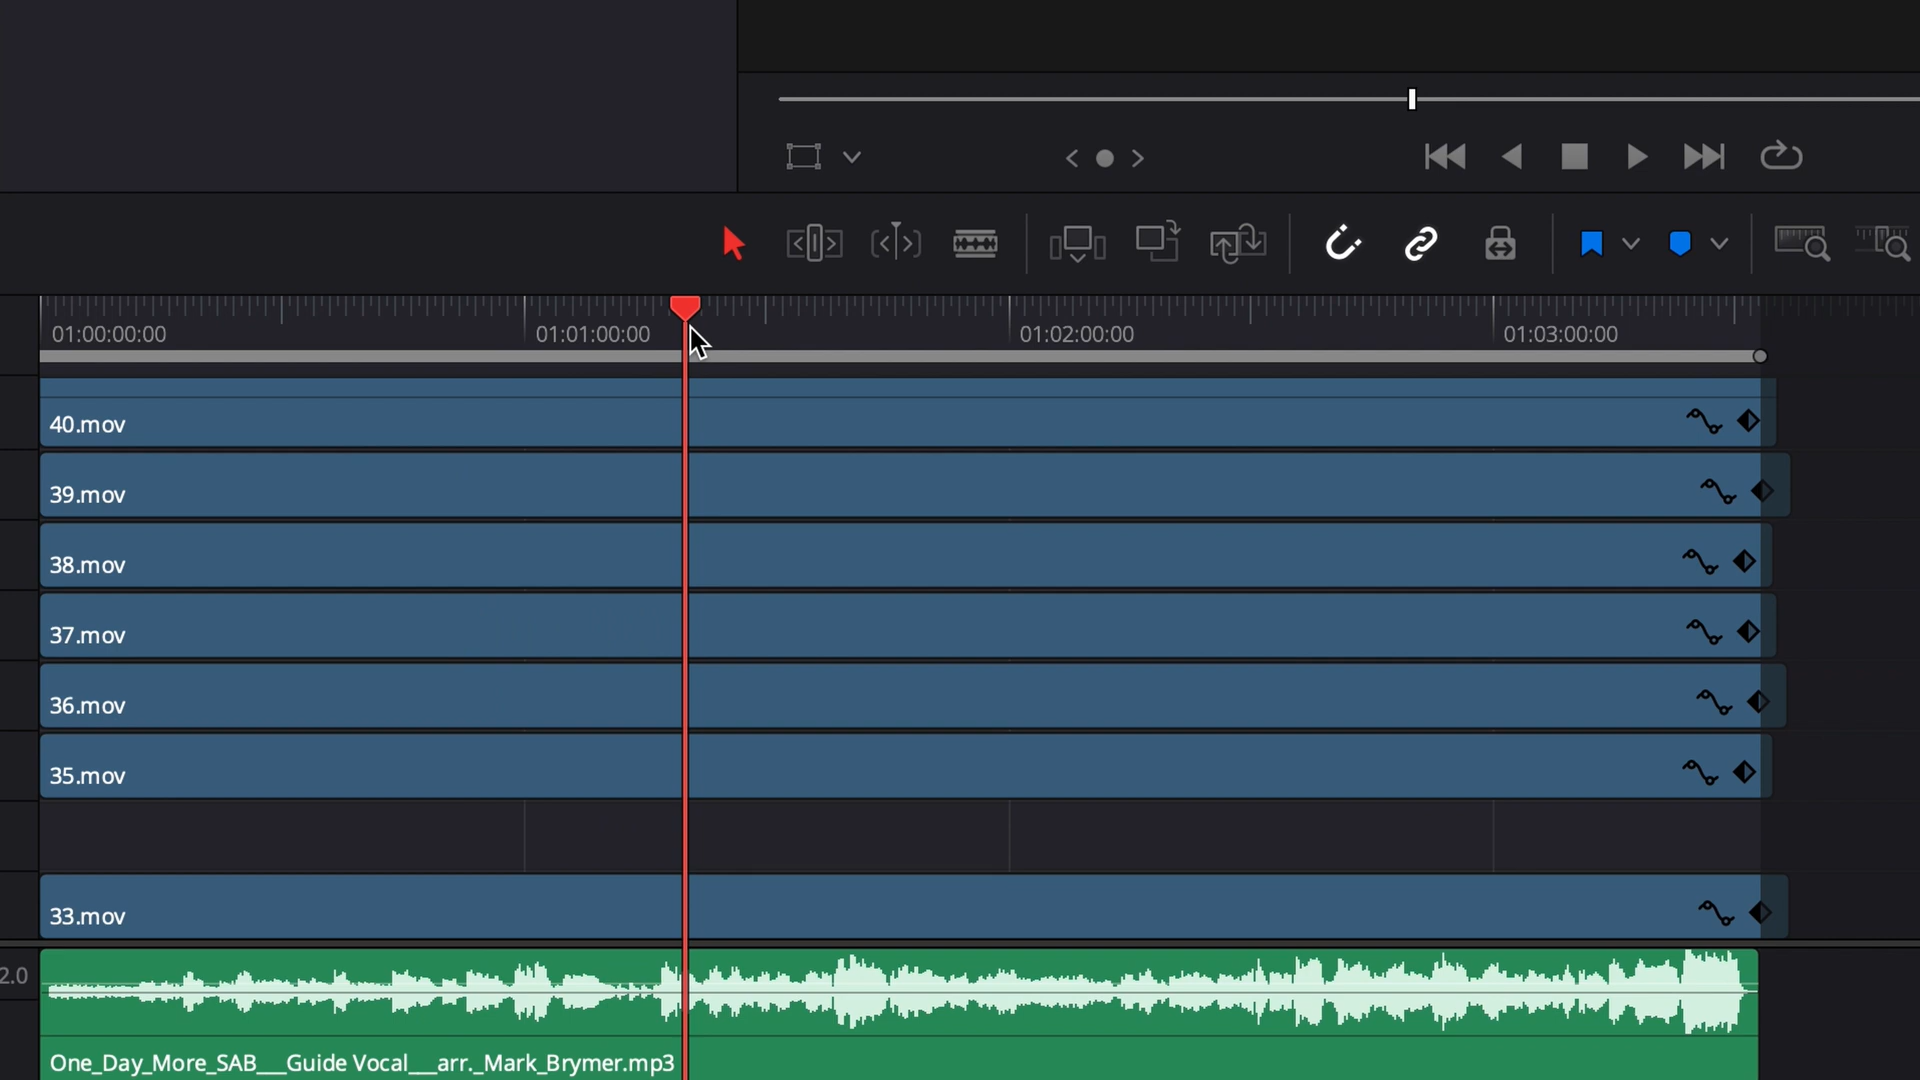 01:00:00:00 01:01:00:00 01:02:00:00 01:03:00:00
40.mov
39.mov
38.mov
37.mov
36.mov
35.mov
33.mov
2.0
One_Day_More_SAB___Guide Vocal___arr._Mark_Brymer.mp3